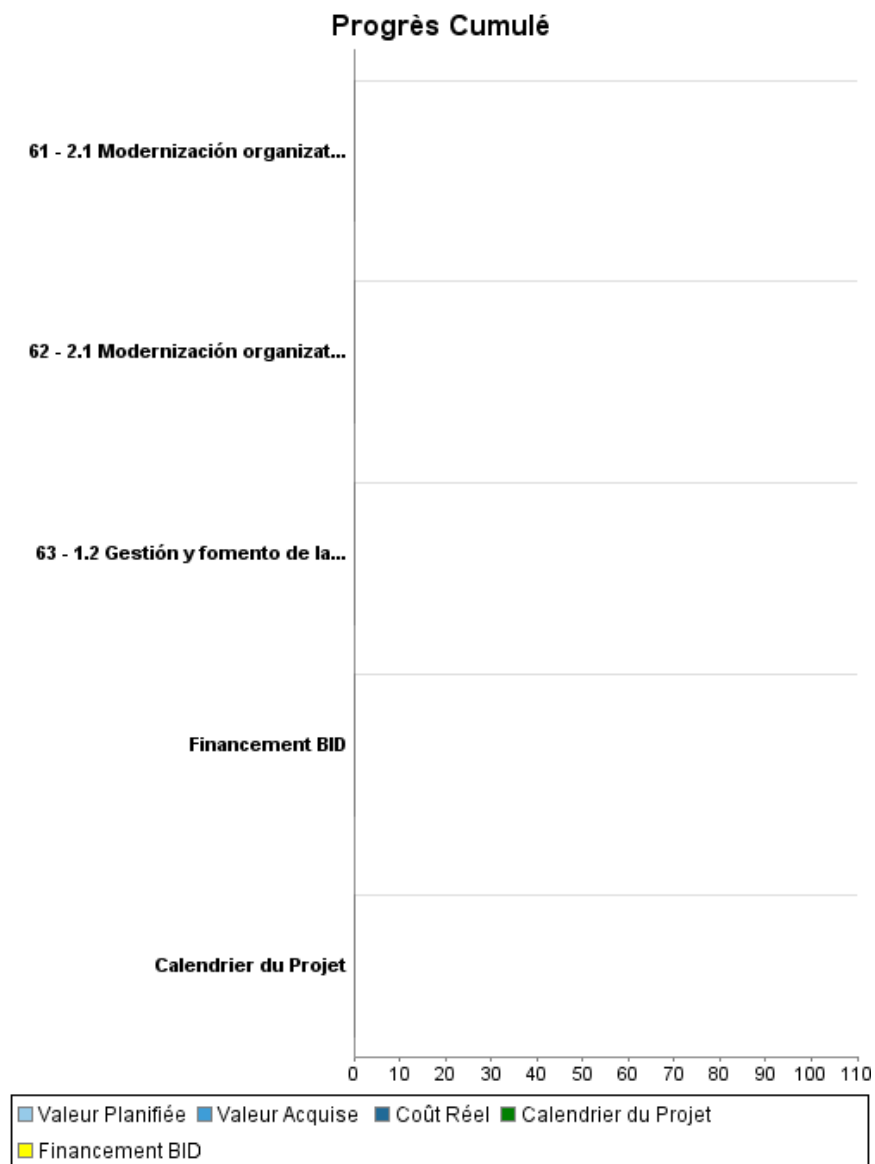 Progrès Cumulé
61 - 2.1 Modernización organizat...
62 - 2.1 Modernización organizat...
63 - 1.2 Gestión y fomento de la...
Financement BID
Calendrier du Projet
0 10 20 30 40 50 60 70 80 90 100 110
Valeur Planifiée Valeur Acquise Coût Réel Calendrier du Projet
Financement BID